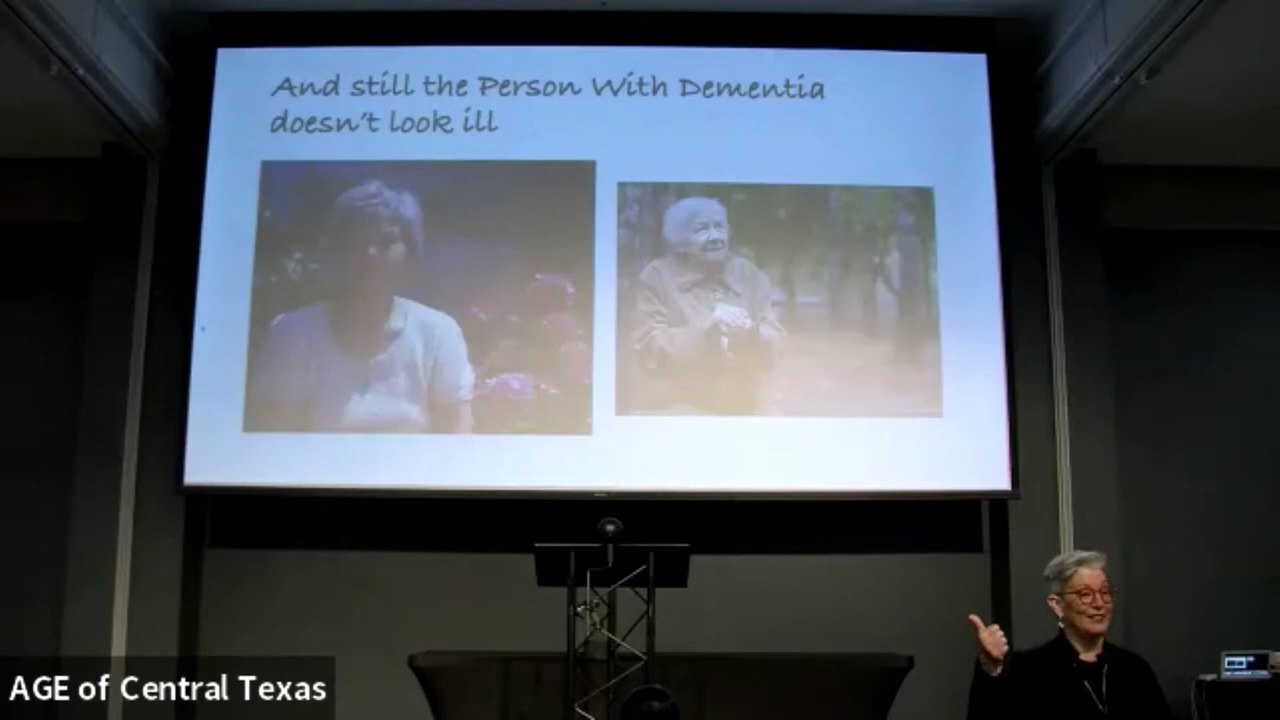 And still the Person With Dementia
doesn't look ill
AGE of Central Texas